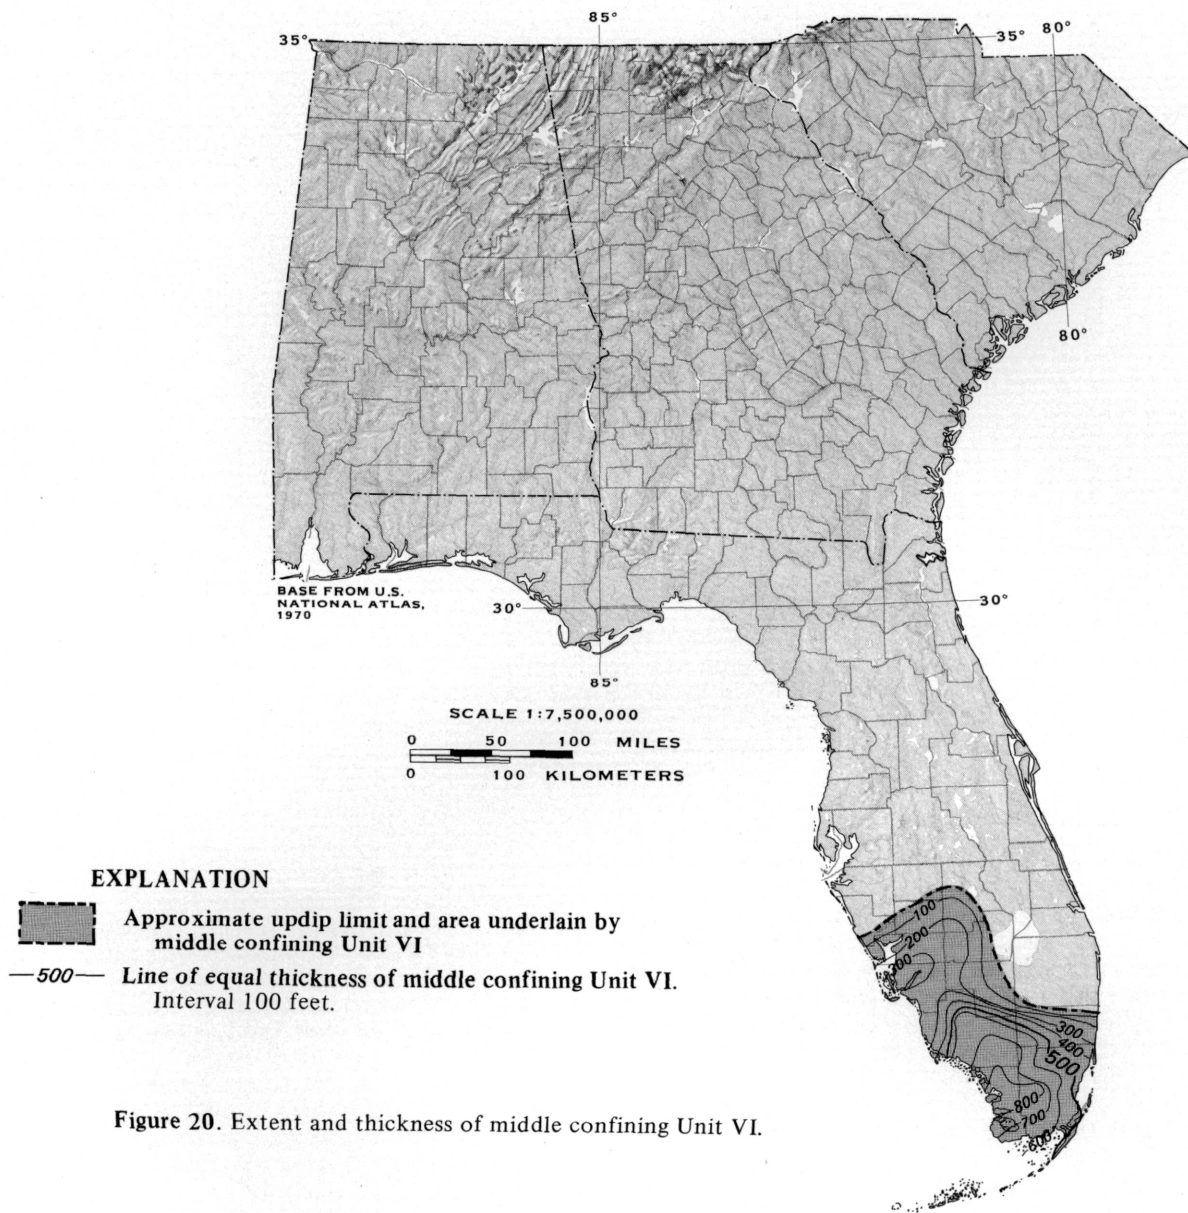 85°
35°
35°
80°
80°
BASE FROM U.S.
NATIONAL ATLAS,
1970
30°
30°
85°
SCALE 1:7,500,000
0 50 100 MILES
0 100 KILOMETERS
EXPLANATION
Approximate updip limit and area underlain by
middle confining Unit VI
—500— Line of equal thickness of middle confining Unit VI.
Interval 100 feet.
100
200
300
300
400
500
800
700
600
Figure 20. Extent and thickness of middle confining Unit VI.